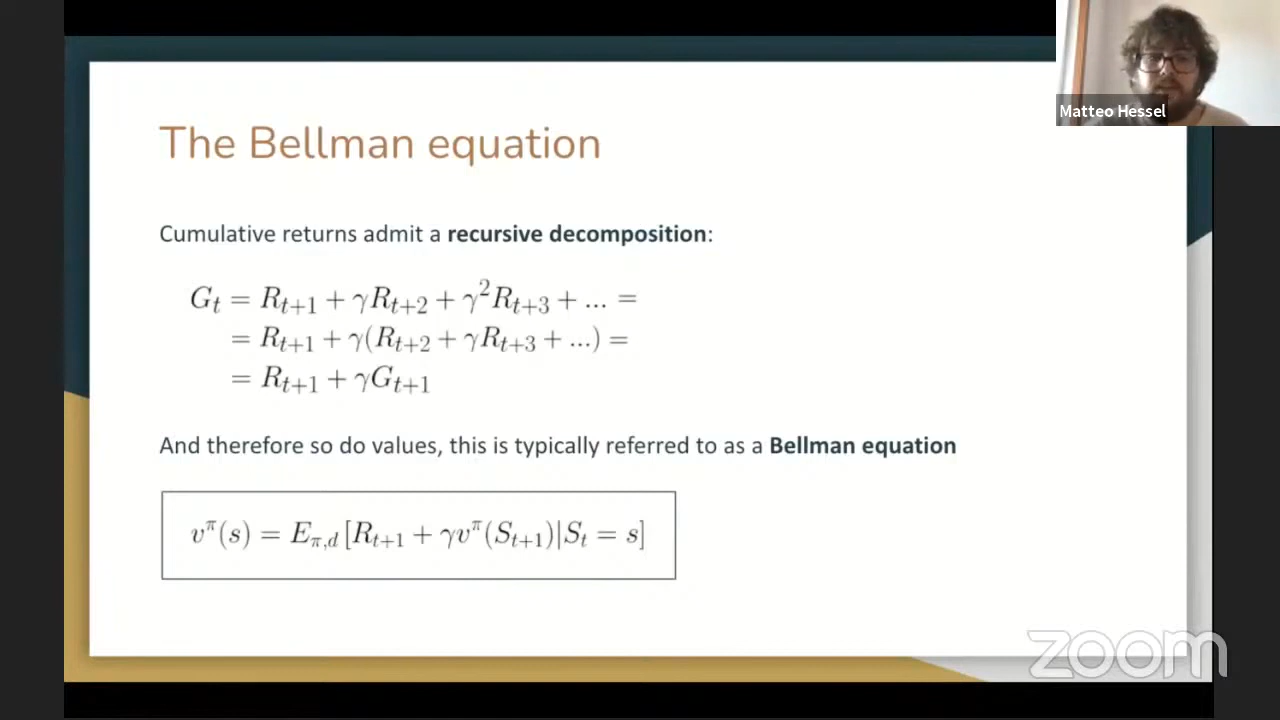 Matteo Hessel
The Bellman equation
Cumulative returns admit a recursive decomposition:
G_t = R_{t+1} + γR_{t+2} + γ²R_{t+3} + ... =
= R_{t+1} + γ(R_{t+2} + γR_{t+3} + ...) =
= R_{t+1} + γG_{t+1}
And therefore so do values, this is typically referred to as a Bellman equation
v^π(s) = E_{π,d} [R_{t+1} + γv^π(S_{t+1})|S_t = s]
zoom